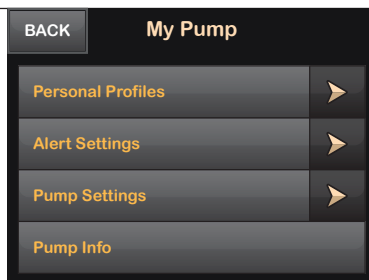 BACK My Pump
Personal Profiles
Alert Settings
Pump Settings
Pump Info